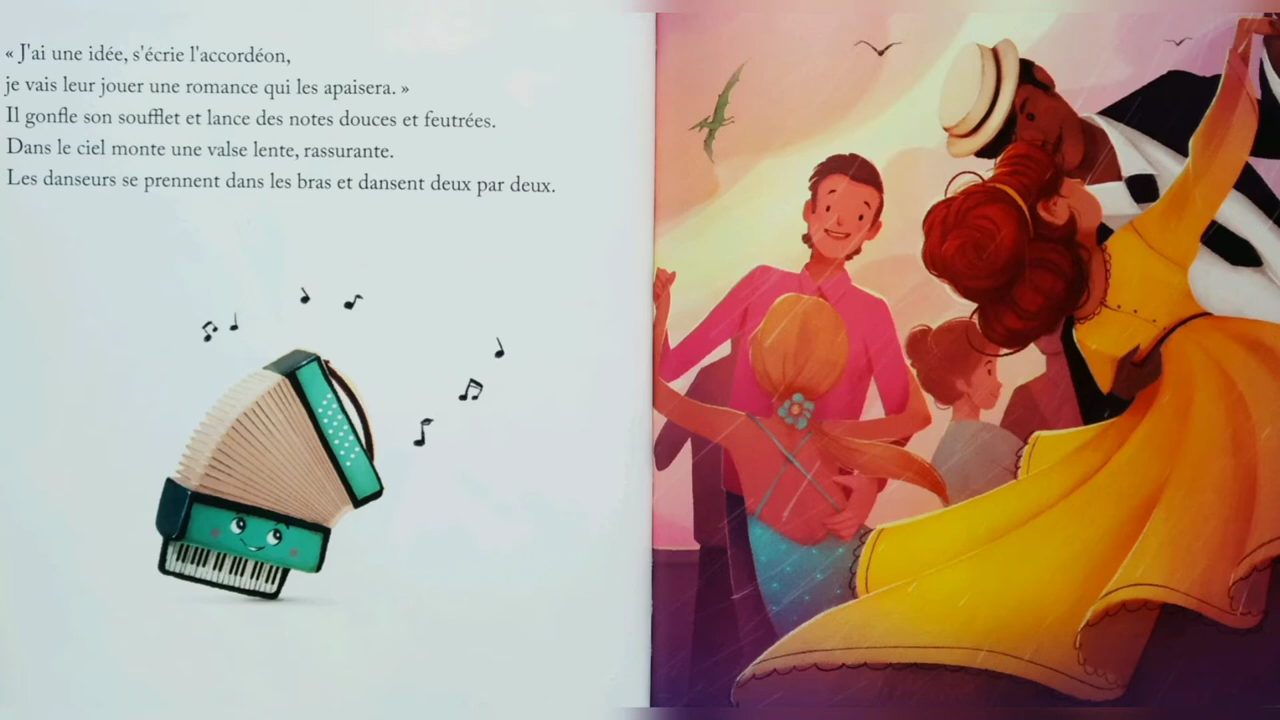 « J'ai une idée, s'écrie l'accordéon,
je vais leur jouer une romance qui les apaisera. »
Il gonfle son soufflet et lance des notes douces et feutrées.
Dans le ciel monte une valse lente, rassurante.
Les danseurs se prennent dans les bras et dansent deux par deux.